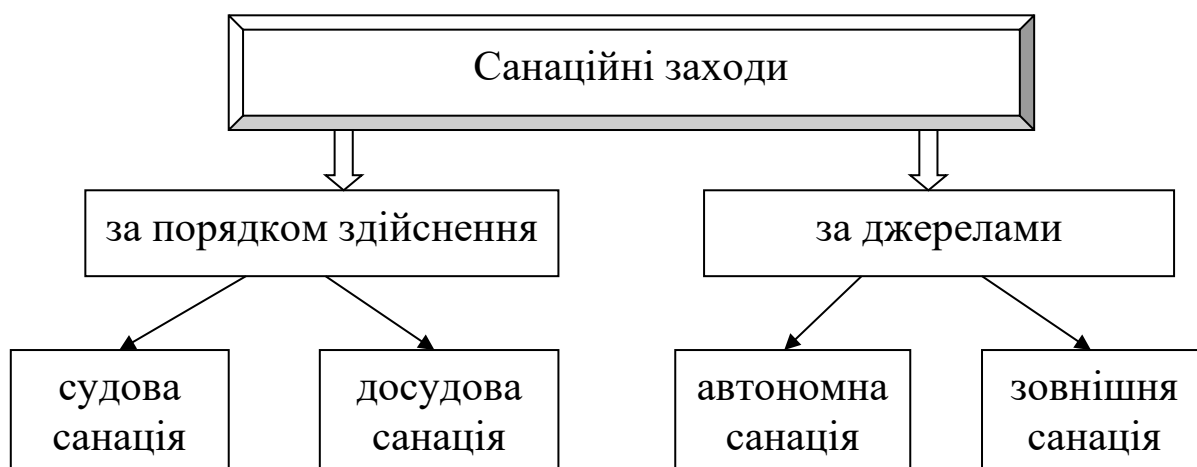 Санаційні заходи
за порядком здійснення
за джерелами
судова
санація
досудова
санація
автономна
санація
зовнішня
санація